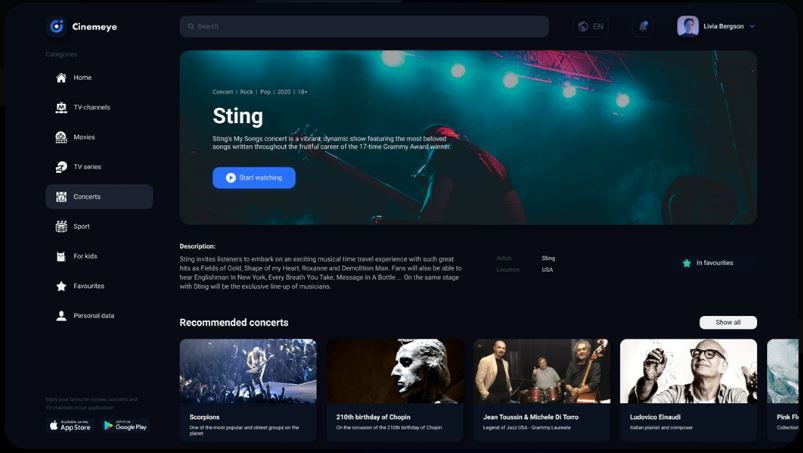 Cinemeye
Search
EN
Livia Bergson
Categories
Home
TV-channels
Movies
TV series
Concerts
Sport
For kids
Favourites
Personal data
Enjoy your favourite movies, concerts and
TV-channels in our application!
Available on the
App Store
GET IT ON
Google Play
Concert | Rock | Pop | 2020 | 18+
Sting
Sting's My Songs concert is a vibrant, dynamic show featuring the most beloved
songs written throughout the fruitful career of the 17-time Grammy Award winner.
Start watching
Description:
Sting invites listeners to embark on an exciting musical time travel experience with such great
hits as Fields of Gold, Shape of my Heart, Roxanne and Demolition Man. Fans will also be able to
hear Englishman In New York, Every Breath You Take, Message In A Bottle ... On the same stage
with Sting will be the exclusive line-up of musicians.
Artist Sting
Location USA
In favourites
Recommended concerts
Show all
Scorpions
One of the most popular and oldest groups on the
planet
210th birthday of Chopin
On the occasion of the 210th birthday of Chopin
Jean Toussin & Michele Di Torro
Legend of Jazz USA - Grammy Laureate
Ludovico Einaudi
Italian pianist and composer
Pink Fl
Collection